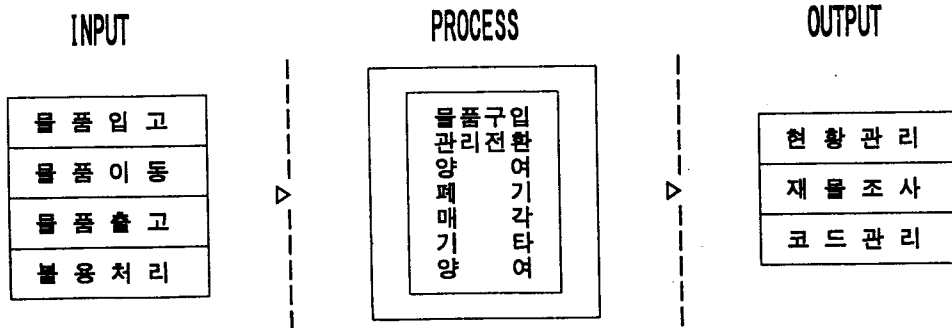 INPUT
물 품 입 고
물 품 이 동
물 품 출 고
불 용 처 리
PROCESS
물품구입
관리전환
양 여
폐 기
매 각
기 타
양 여
OUTPUT
현 황 관 리
재 물 조 사
코 드 관 리